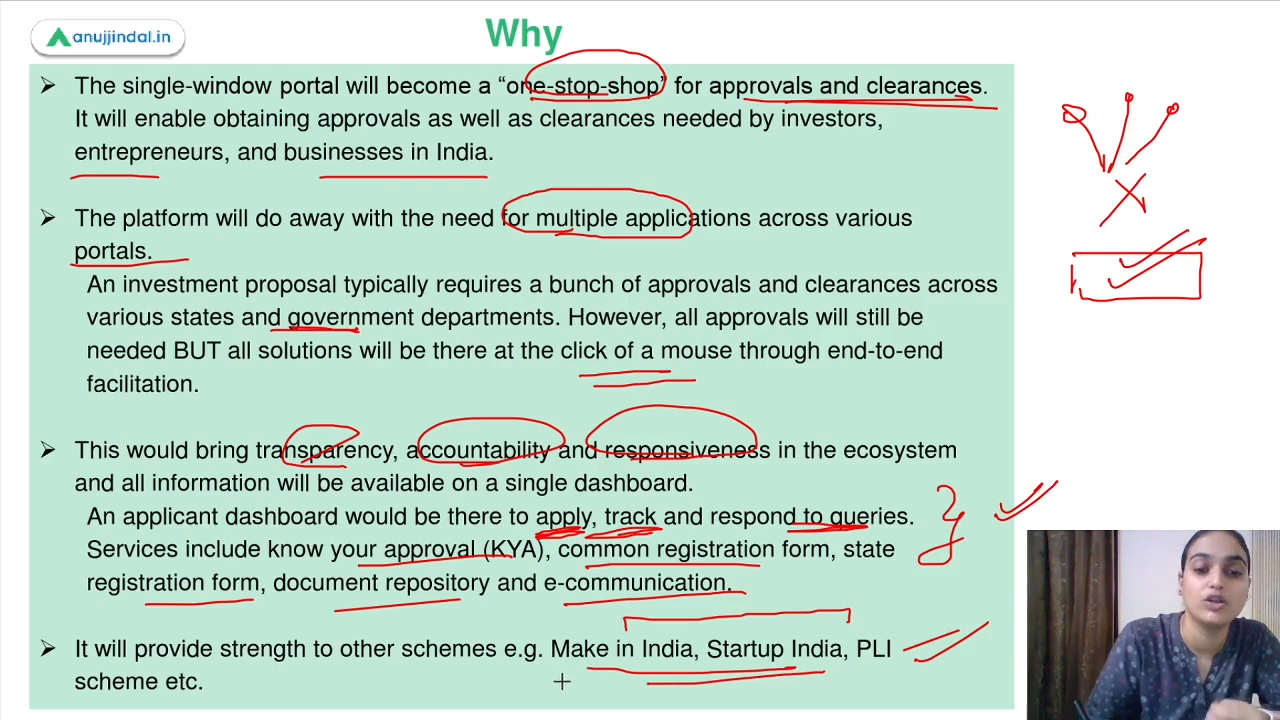 anujjindal.in
Why
The single-window portal will become a “one-stop-shop” for approvals and clearances.
It will enable obtaining approvals as well as clearances needed by investors,
entrepreneurs, and businesses in India.
The platform will do away with the need for multiple applications across various
portals.
An investment proposal typically requires a bunch of approvals and clearances across
various states and government departments. However, all approvals will still be
needed BUT all solutions will be there at the click of a mouse through end-to-end
facilitation.
This would bring transparency, accountability and responsiveness in the ecosystem
and all information will be available on a single dashboard.
An applicant dashboard would be there to apply, track and respond to queries.
Services include know your approval (KYA), common registration form, state
registration form, document repository and e-communication.
It will provide strength to other schemes e.g. Make in India, Startup India, PLI
scheme etc.